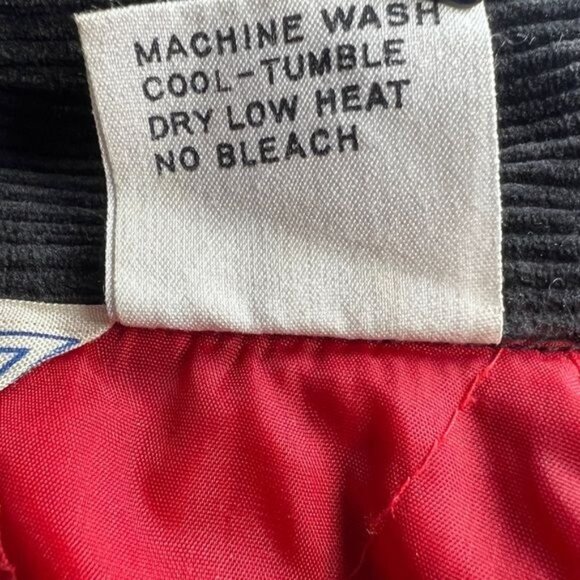 MACHINE WASH
COOL-TUMBLE
DRY LOW HEAT
NO BLEACH